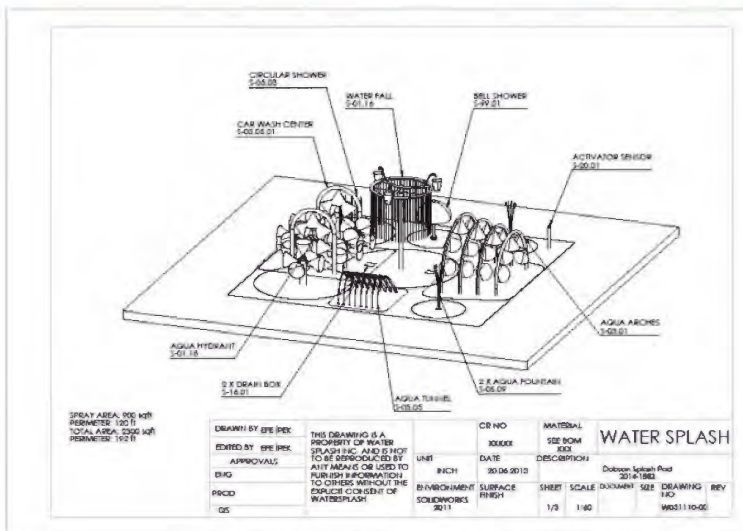 CIRCULAR SHOWER
S-05.03
WATER FALL
S-01.16
BELL SHOWER
S-99.01
CAR WASH CENTER
S-05.05.01
ACTIVATOR SENSOR
S-20.01
AQUA ARCHES
S-03.01
AQUA HYDRANT
S-01.18
2 X DRAIN BOX
S-16.01
AQUA TUNNEL
S-05.05
2 X AQUA FOUNTAIN
S-05.09
SPRAY AREA: 900 sqft
PERIMETER: 120 ft
TOTAL AREA: 2300 sqft
PERIMETER: 192 ft
DRAWN BY EFE IPEK
EDITED BY EFE IPEK
APPROVALS
ENG
PROD
QS
THIS DRAWING IS A
PROPERTY OF WATER
SPLASH INC. AND IS NOT
TO BE REPRODUCED BY
ANY MEANS OR USED TO
FURNISH INFORMATION
TO OTHERS WITHOUT THE
EXPLICIT CONSENT OF
WATERSPLASH
CR NO
XXXXX
MATERIAL
SEE BOM
XXX
WATER SPLASH
UNIT
INCH
DATE
20.06.2013
DESCRIPTION
Dobson Splash Pad
2014-1582
ENVIRONMENT
SOLIDWORKS
2011
SURFACE
FINISH
SHEET
1/3
SCALE
1:60
DOCUMENT
SIZE
DRAWING
NO
WGS1110-00
REV